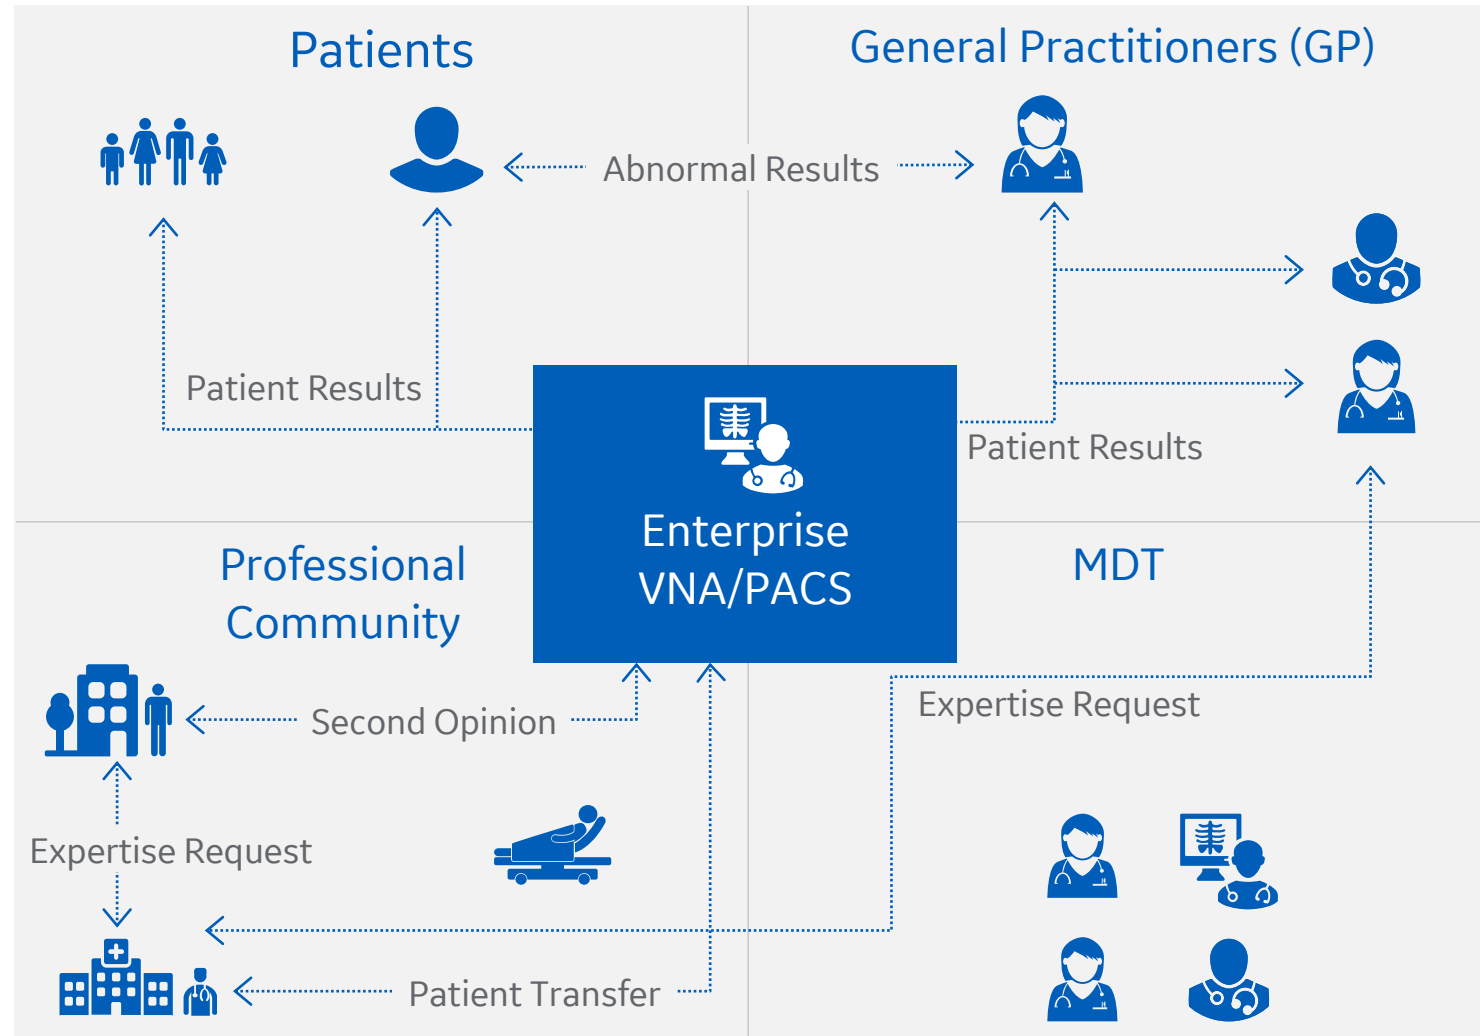 Patients
General Practitioners (GP)
Abnormal Results
Patient Results
Patient Results
Enterprise
VNA/PACS
Professional
Community
MDT
Second Opinion
Expertise Request
Expertise Request
Patient Transfer